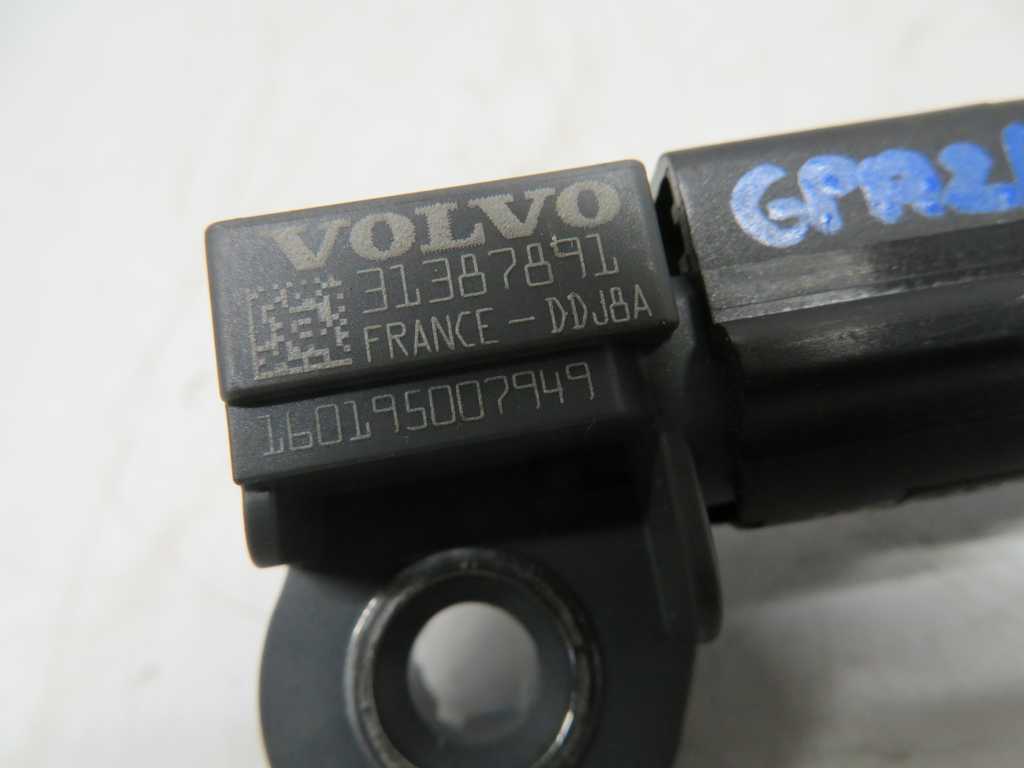 VOLVO
31387891
FRANCE - DDJ8A
160195007949